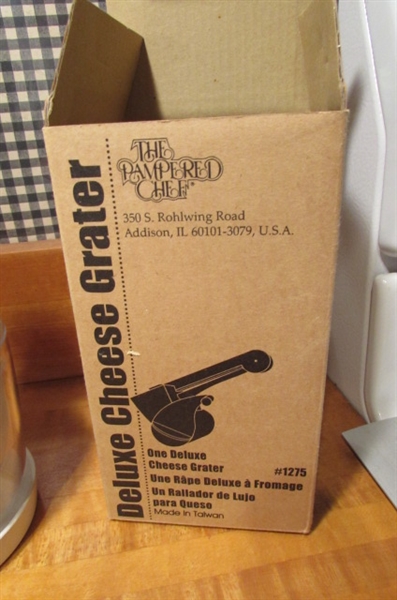 Deluxe Cheese Grater
THE
PAMPERED
CHEF®
350 S. Rohlwing Road
Addison, IL 60101-3079, U.S.A.
One Deluxe
Cheese Grater #1275
Une Râpe Deluxe à Fromage
Un Rallador de Lujo
para Queso
Made in Taiwan